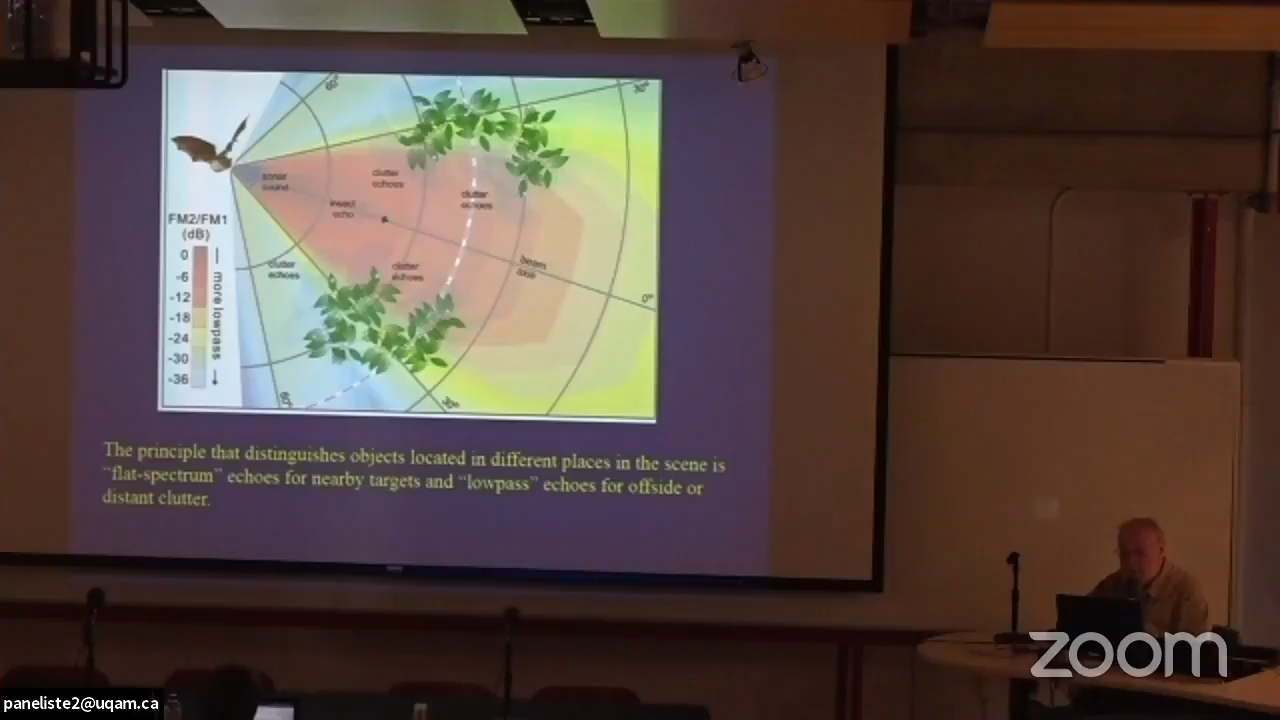 sonar
sound
clutter
echoes
insect
echo
clutter
echoes
clutter
echoes
clutter
echoes
beam
axis
0°
30°
60°
FM2/FM1
(dB)
0
-6
-12
-18
-24
-30
-36
more lowpass
The principle that distinguishes objects located in different places in the scene is
“flat-spectrum” echoes for nearby targets and “lowpass” echoes for offside or
distant clutter.
zoom
paneliste2@uqam.ca